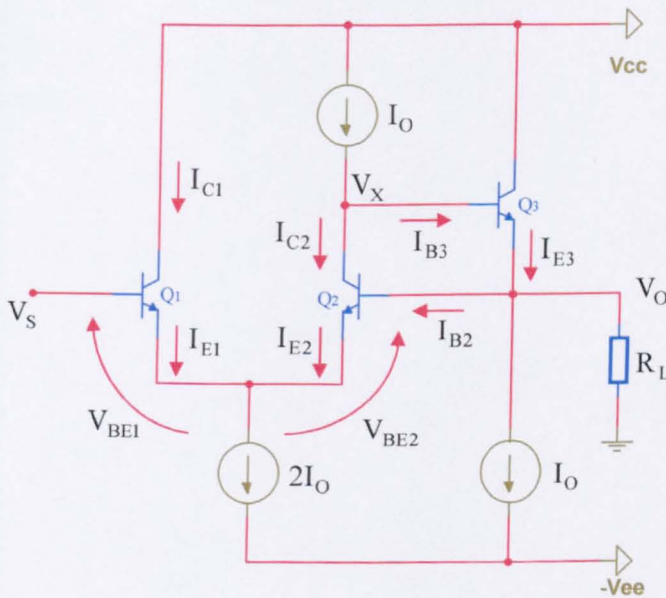 Vcc
I_O
I_C1
V_X
Q3
I_C2
I_B3
I_E3
V_S
Q1
Q2
V_O
I_E1
I_E2
I_B2
R_L
V_BE1
V_BE2
2I_O
I_O
-Vee